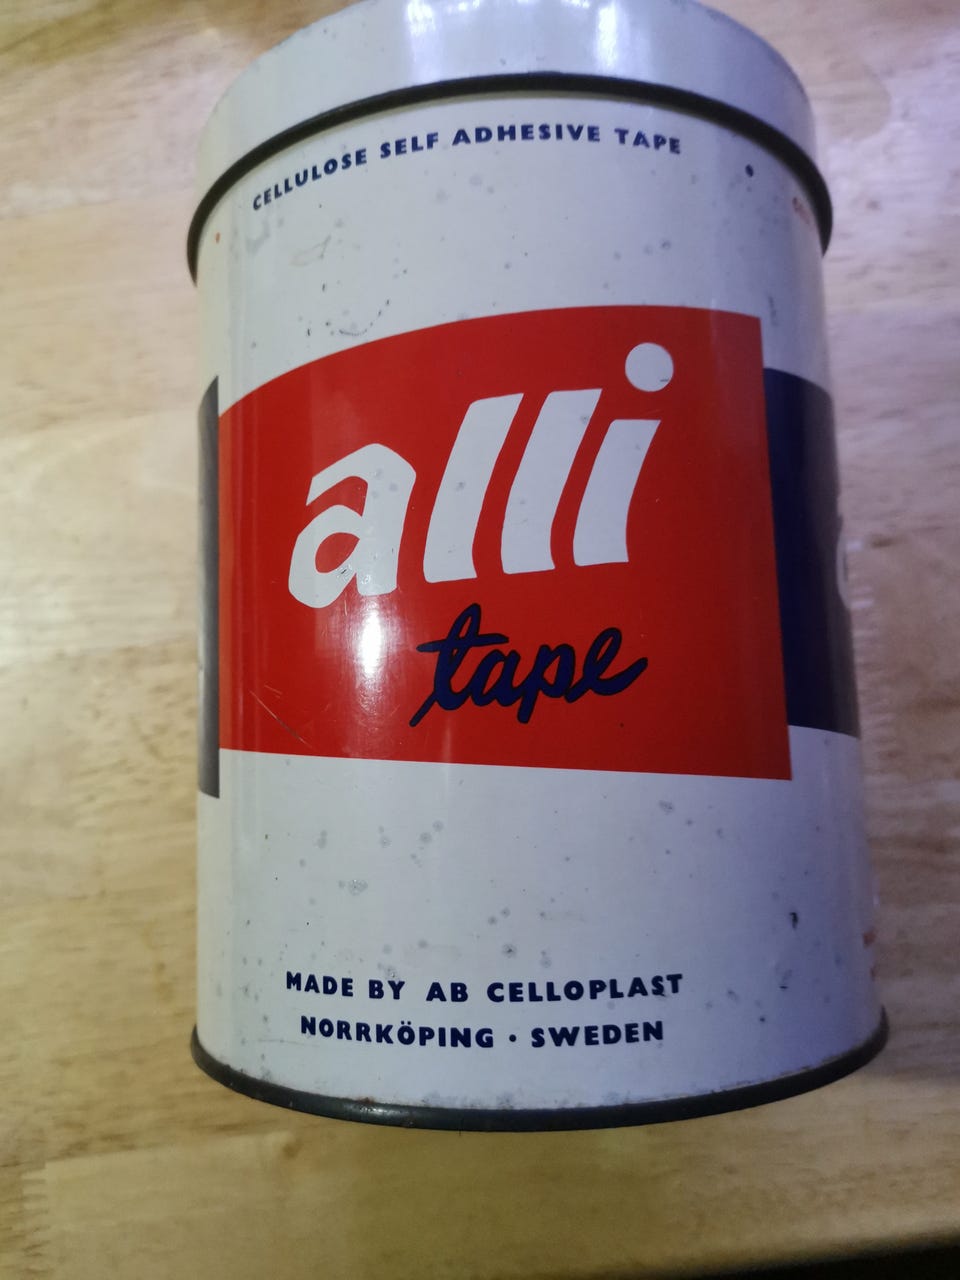 CELLULOSE SELF ADHESIVE TAPE
alli
tape
MADE BY AB CELLOPLAST
NORRKÖPING · SWEDEN